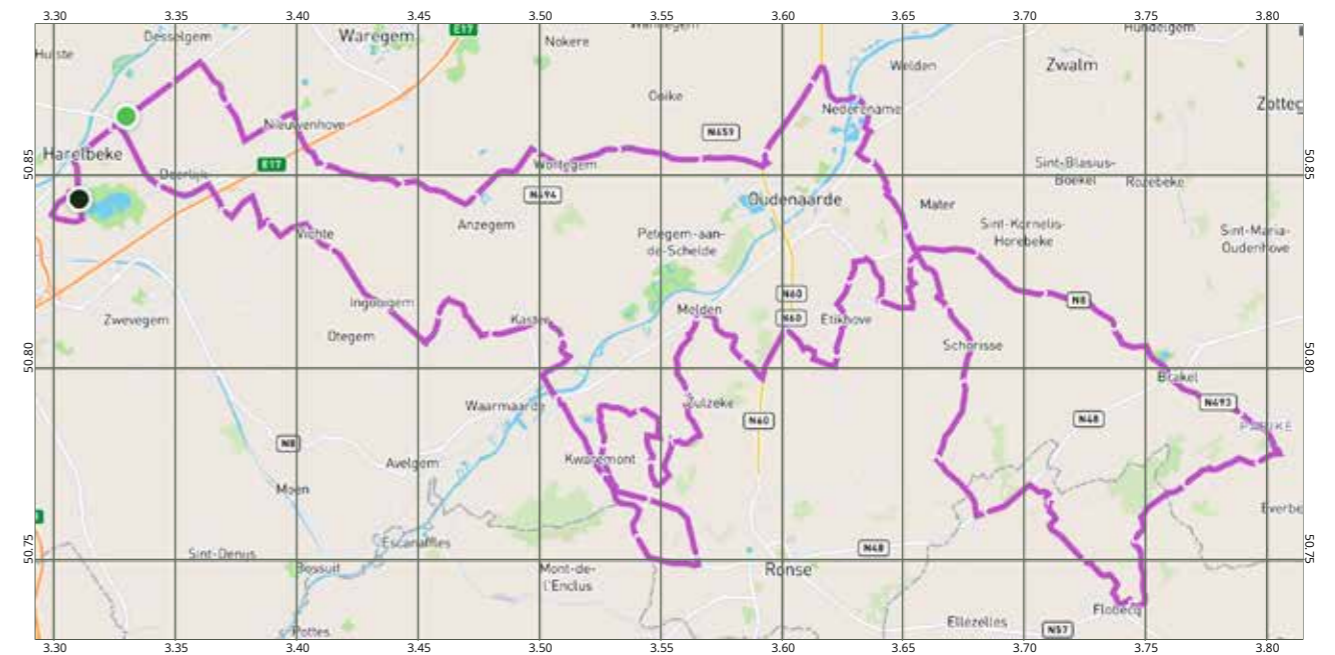 3.30 3.35 3.40 3.45 3.50 3.55 3.60 3.65 3.70 3.75 3.80
Desselgem
Waregem
E17
Nokere
Hundelgem
Hulste
Welden
Zwalm
Ooike
Nederename
Zotteg
Nieuwenhove
N459
Harelbeke
E17
Wortegem
50.85
50.85
Deerlijk
Sint-Blasius-
Boekel
Rozebeke
N494
Oudenaarde
Mater
Anzegem
Vichte
Petegem-aan-
de-Schelde
Sint-Kornelis-
Horebeke
Sint-Maria-
Oudenhove
N60
N8
Ingooigem
Zwevegem
Kaster
Melden
N60
Etikhove
Otegem
Schorisse
50.80
50.80
Brakel
Waarmaarde
Zulzeke
N60
N48
N493
PARIKE
N8
Avelgem
Kwaremont
Moen
Everbe
Escanaffles
N48
Sint-Denijs
50.75
50.75
Bossuit
Mont-de-
l'Enclus
Ronse
Flobecq
Pottes
Ellezelles
N57
3.30 3.35 3.40 3.45 3.50 3.55 3.60 3.65 3.70 3.75 3.80